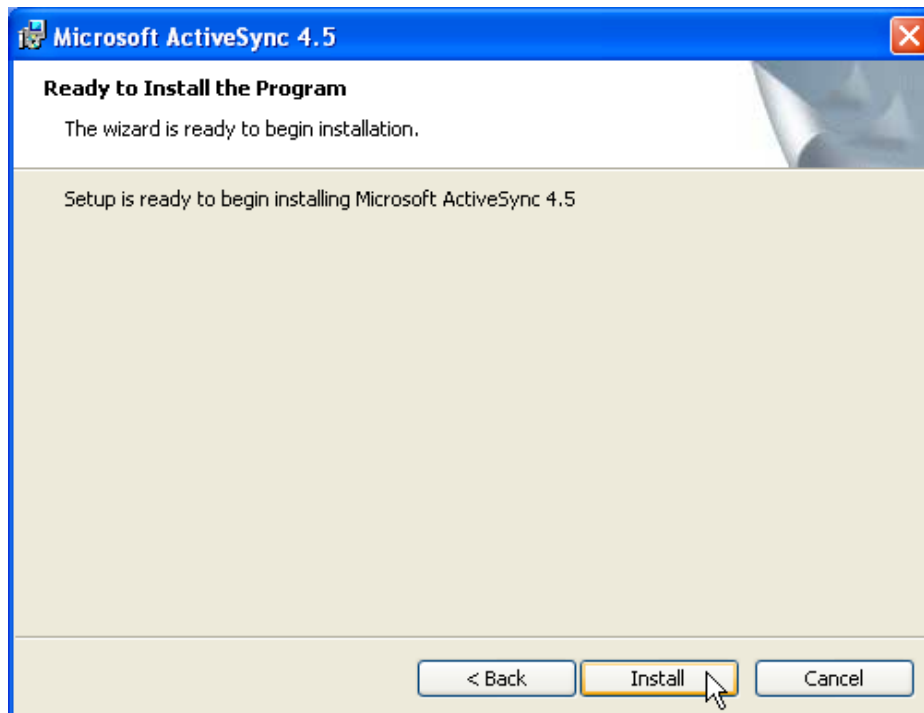 Microsoft ActiveSync 4.5
Ready to Install the Program
The wizard is ready to begin installation.
Setup is ready to begin installing Microsoft ActiveSync 4.5
< Back Install Cancel